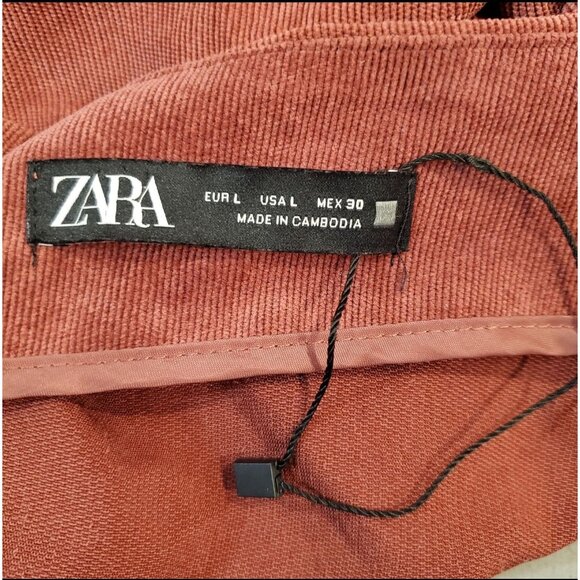 ZARA
EUR L USA L MEX 30
MADE IN CAMBODIA